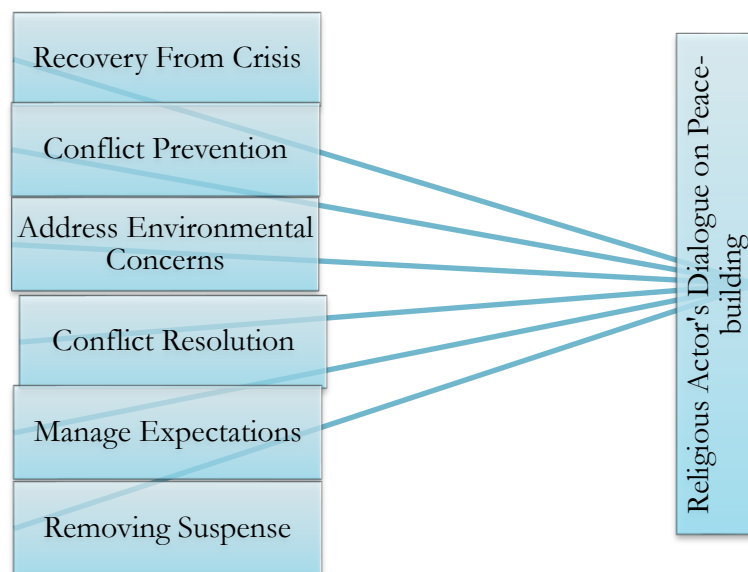 Recovery From Crisis
Conflict Prevention
Address Environmental
Concerns
Conflict Resolution
Manage Expectations
Removing Suspense
Religious Actor's Dialogue on Peace-
building